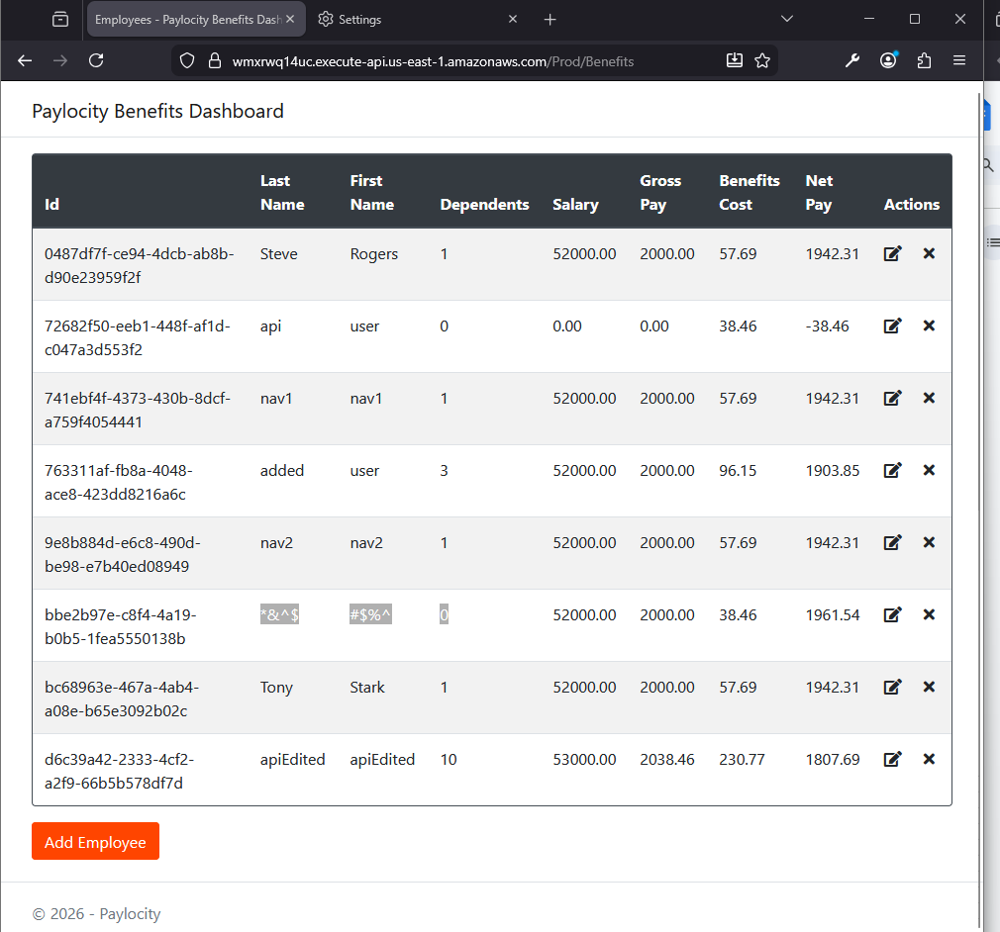 Employees - Paylocity Benefits Dash
Settings
wmxrwq14uc.execute-api.us-east-1.amazonaws.com/Prod/Benefits
Paylocity Benefits Dashboard
Id Last Name First Name Dependents Salary Gross Pay Benefits Cost Net Pay Actions
0487df7f-ce94-4dcb-ab8b- Steve Rogers 1 52000.00 2000.00 57.69 1942.31
d90e23959f2f
72682f50-eeb1-448f-af1d- api user 0 0.00 0.00 38.46 -38.46
c047a3d553f2
741ebf4f-4373-430b-8dcf- nav1 nav1 1 52000.00 2000.00 57.69 1942.31
a759f4054441
763311af-fb8a-4048- added user 3 52000.00 2000.00 96.15 1903.85
ace8-423dd8216a6c
9e8b884d-e6c8-490d- nav2 nav2 1 52000.00 2000.00 57.69 1942.31
be98-e7b40ed08949
bbe2b97e-c8f4-4a19- *&^$ #$%^ 0 52000.00 2000.00 38.46 1961.54
b0b5-1fea5550138b
bc68963e-467a-4ab4- Tony Stark 1 52000.00 2000.00 57.69 1942.31
a08e-b65e3092b02c
d6c39a42-2333-4cf2- apiEdited apiEdited 10 53000.00 2038.46 230.77 1807.69
a2f9-66b5b578df7d
Add Employee
© 2026 - Paylocity